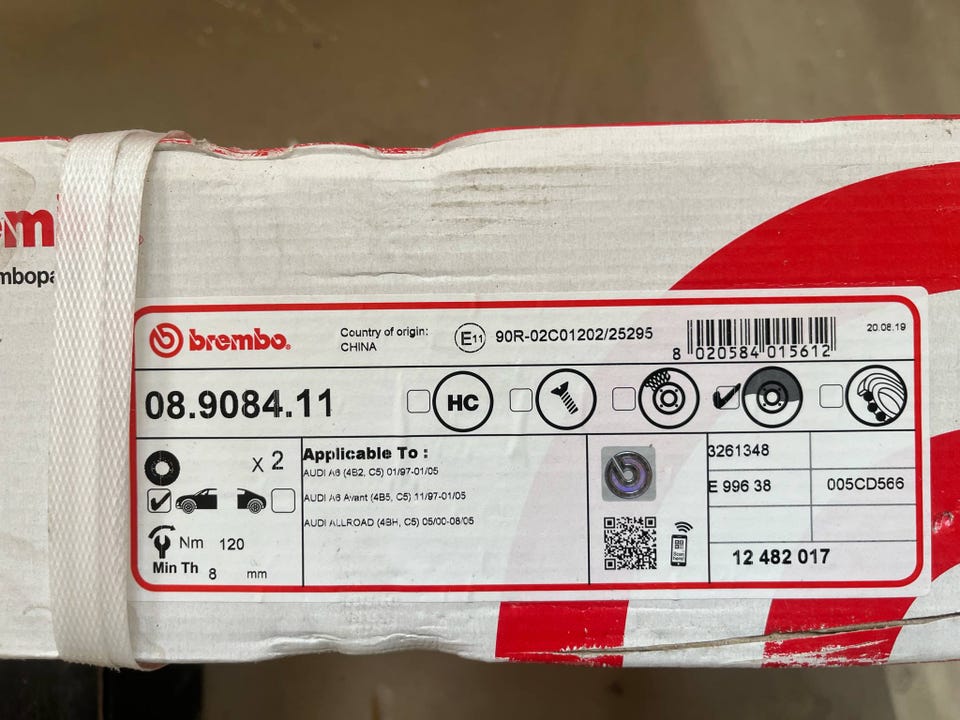 brembo
Country of origin:
CHINA
E11
90R-02C01202/25295
8 020584 015612
20.06.19
08.9084.11
HC
X 2
Applicable To :
AUDI A6 (4B2, C5) 01/97-01/05
AUDI A6 Avant (4B5, C5) 11/97-01/05
AUDI ALLROAD (4BH, C5) 05/00-08/05
Nm 120
Min Th 8 mm
Scan here!
3261348
E 996 38
005CD566
12 482 017